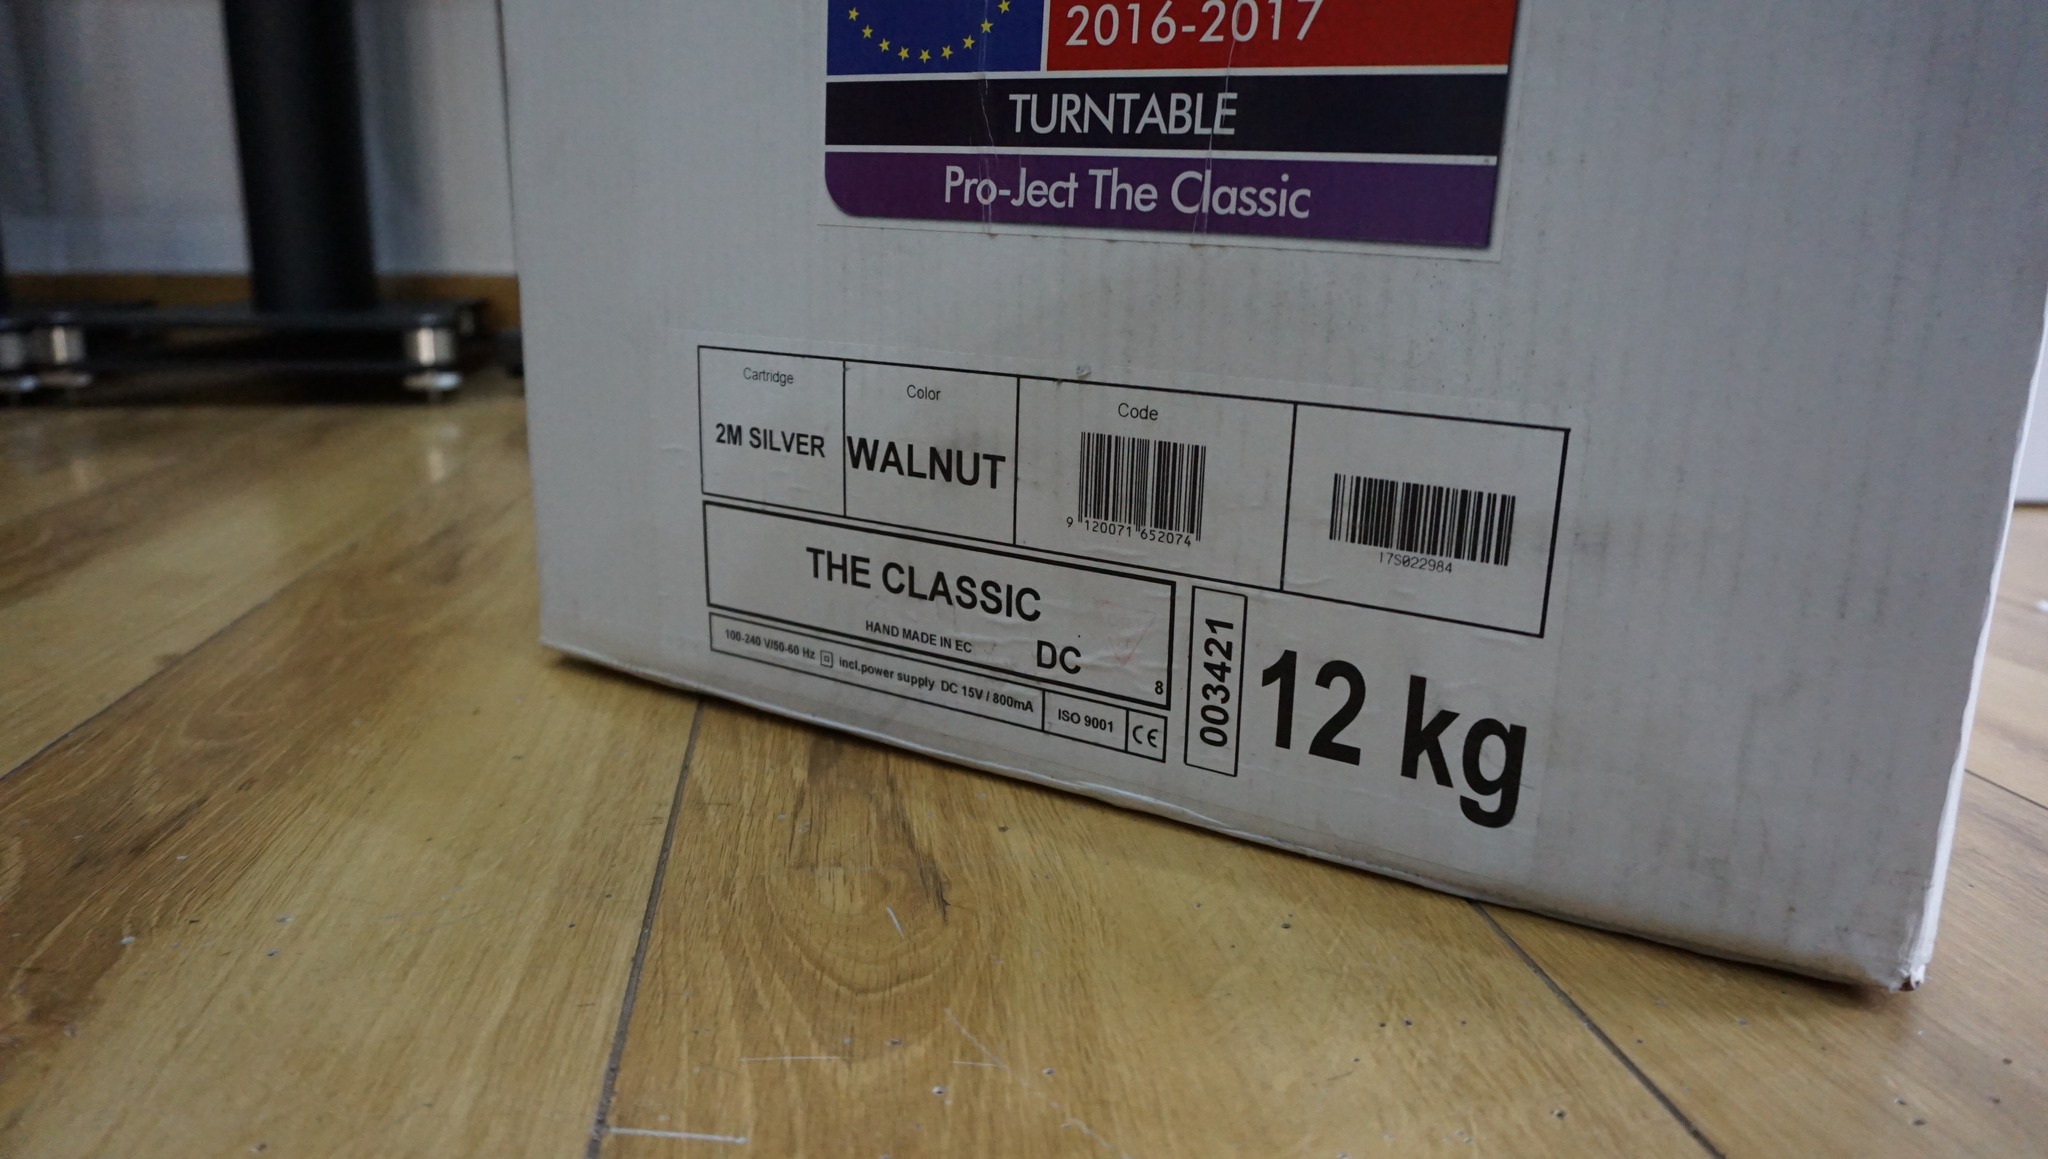 2016-2017
TURNTABLE
Pro-Ject The Classic
Cartridge
2M SILVER
Color
WALNUT
Code
9 120071 652074
17S022984
THE CLASSIC
HAND MADE IN EC
DC
8
100-240 V/50-60 Hz incl.power supply DC 15V / 800mA
ISO 9001
CE
003421
12 kg